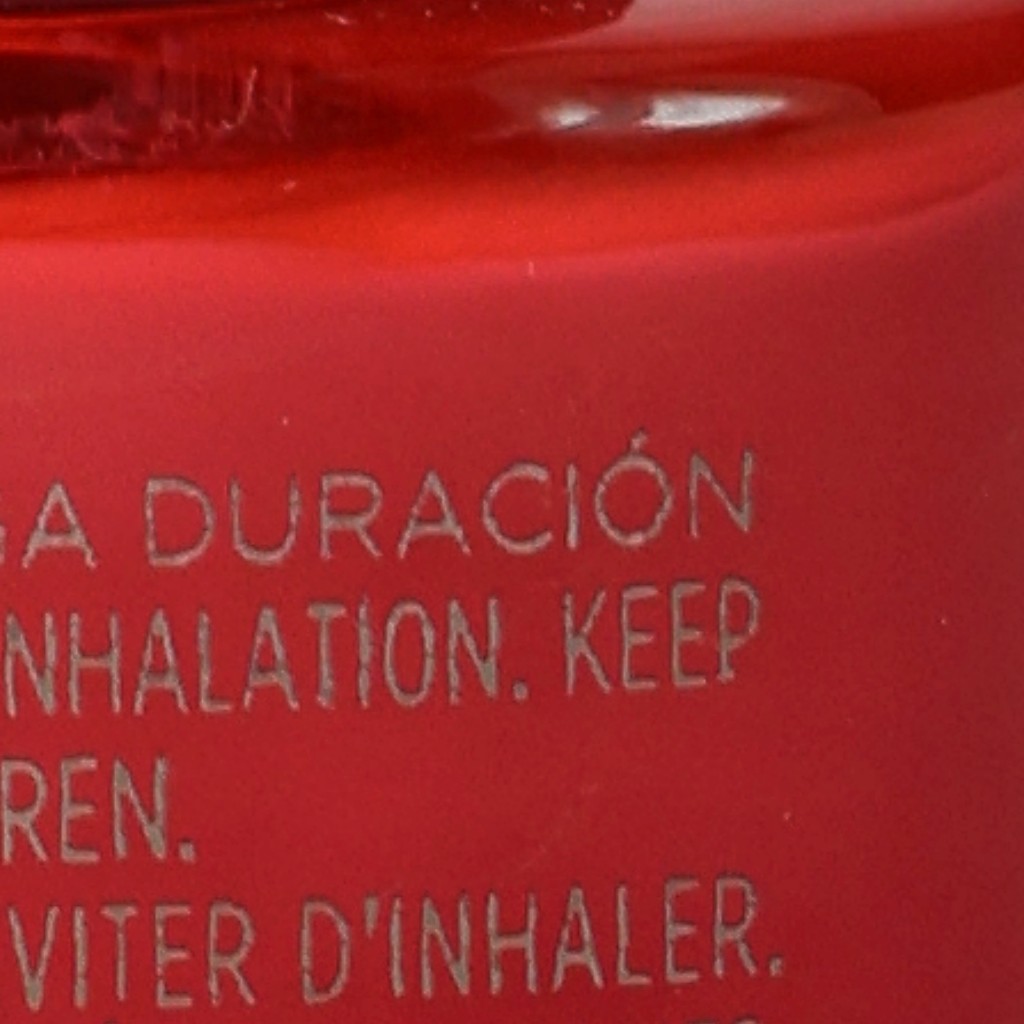 GA DURACIÓN
NHALATION. KEEP
REN.
VITER D'INHALER.